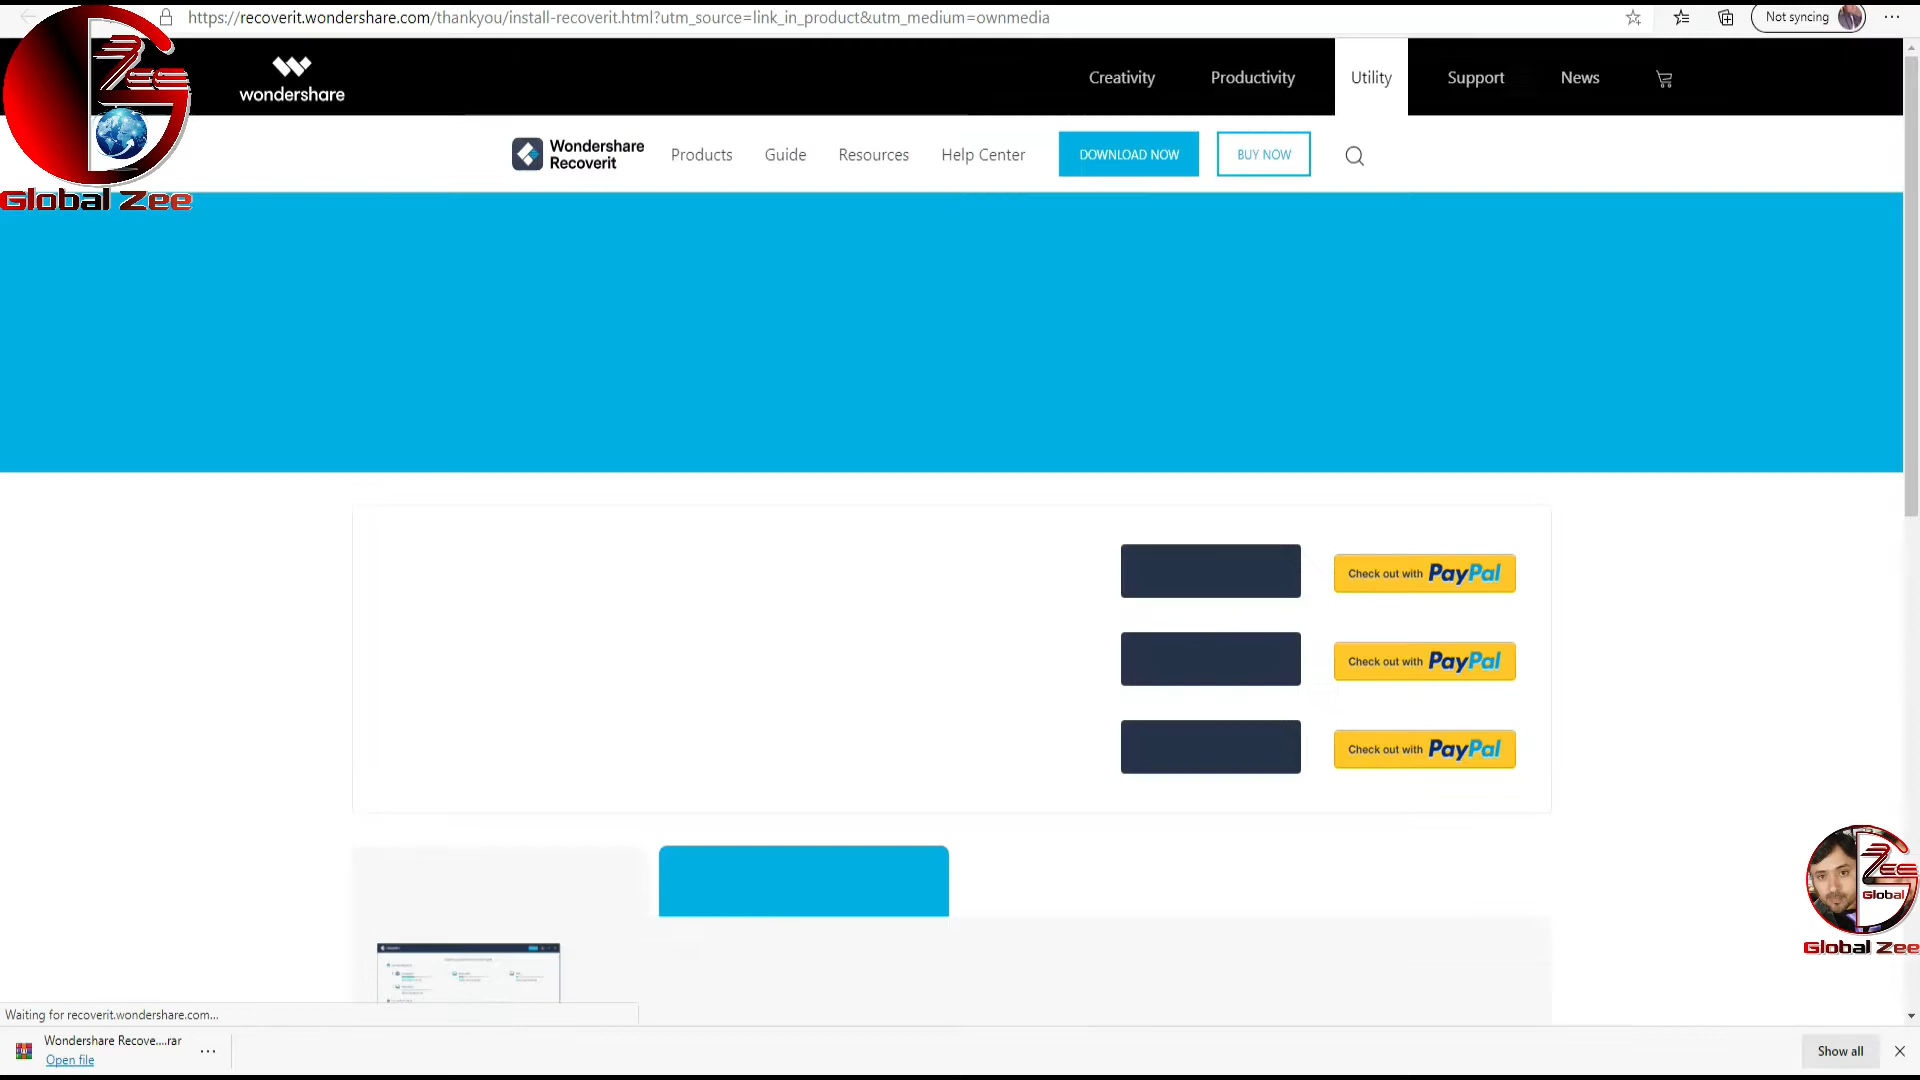 https://recoverit.wondershare.com/thankyou/install-recoverit.html?utm_source=link_in_product&utm_medium=ownmedia
Not syncing
Zee
Global Zee
wondershare
Creativity
Productivity
Utility
Support
News
Wondershare
Recoverit
Products
Guide
Resources
Help Center
DOWNLOAD NOW
BUY NOW
Check out with PayPal
Check out with PayPal
Check out with PayPal
Zee
Global
Global Zee
Waiting for recoverit.wondershare.com...
Wondershare Recove....rar
Open file
Show all